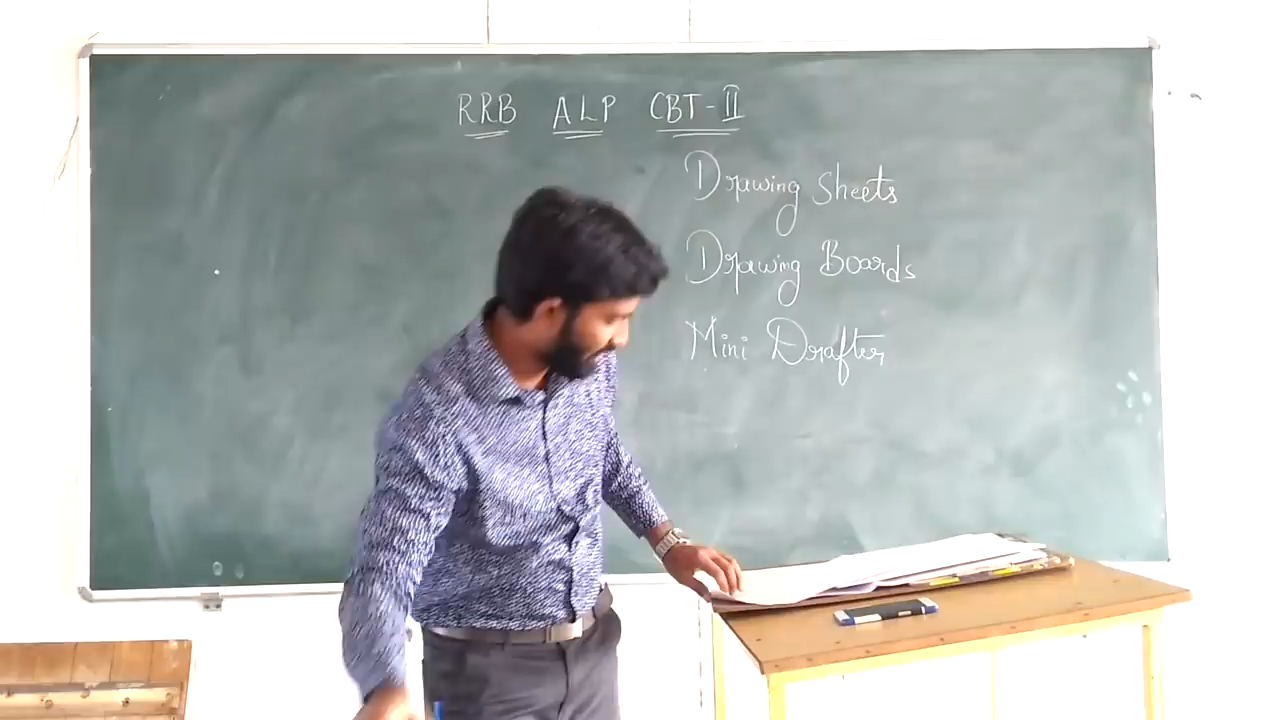 RRB ALP CBT-II
Drawing Sheets
Drawing Boards
Mini Drafter